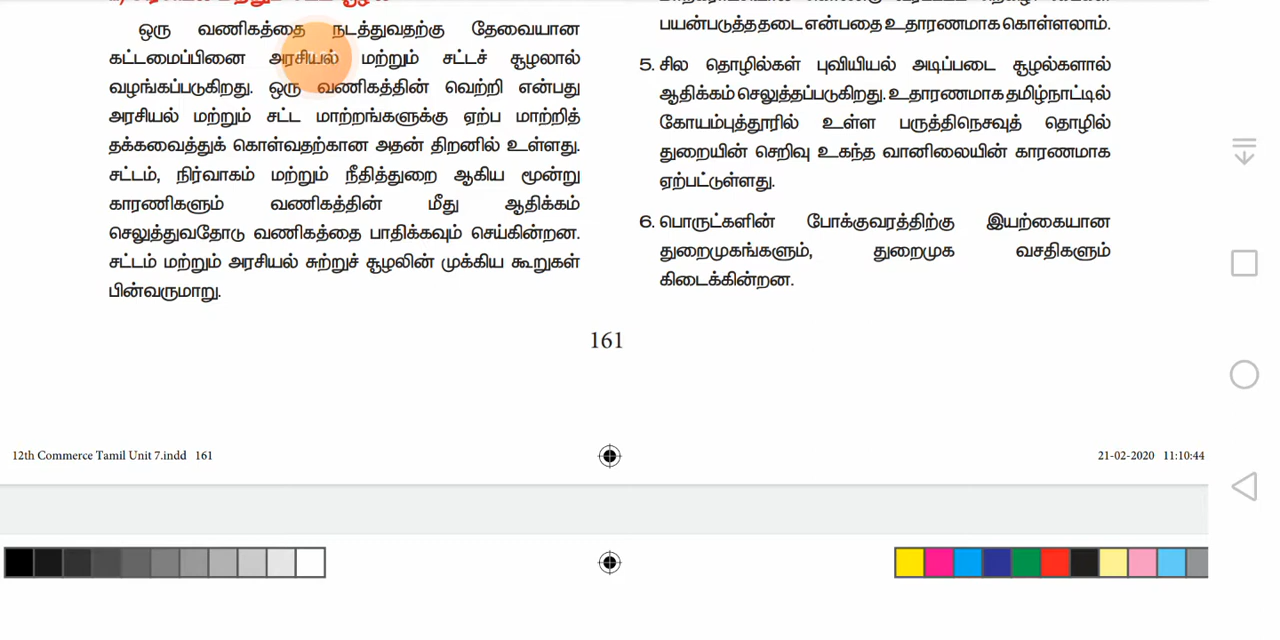 ஒரு வணிகத்தை நடத்துவதற்கு தேவையான
கட்டமைப்பினை அரசியல் மற்றும் சட்டச் சூழலால்
வழங்கப்படுகிறது. ஒரு வணிகத்தின் வெற்றி என்பது
அரசியல் மற்றும் சட்ட மாற்றங்களுக்கு ஏற்ப மாற்றித்
தக்கவைத்துக் கொள்வதற்கான அதன் திறனில் உள்ளது.
சட்டம், நிர்வாகம் மற்றும் நீதித்துறை ஆகிய மூன்று
காரணிகளும் வணிகத்தின் மீது ஆதிக்கம்
செலுத்துவதோடு வணிகத்தை பாதிக்கவும் செய்கின்றன.
சட்டம் மற்றும் அரசியல் சுற்றுச் சூழலின் முக்கிய கூறுகள்
பின்வருமாறு.
பயன்படுத்ததடை என்பதை உதாரணமாக கொள்ளலாம்.
5. சில தொழில்கள் புவியியல் அடிப்படை சூழல்களால்
ஆதிக்கம் செலுத்தப்படுகிறது. உதாரணமாக தமிழ்நாட்டில்
கோயம்புத்தூரில் உள்ள பருத்திநெசவுத் தொழில்
துறையின் செறிவு உகந்த வானிலையின் காரணமாக
ஏற்பட்டுள்ளது.
6. பொருட்களின் போக்குவரத்திற்கு இயற்கையான
துறைமுகங்களும், துறைமுக வசதிகளும்
கிடைக்கின்றன.
161
12th Commerce Tamil Unit 7.indd 161
21-02-2020 11:10:44